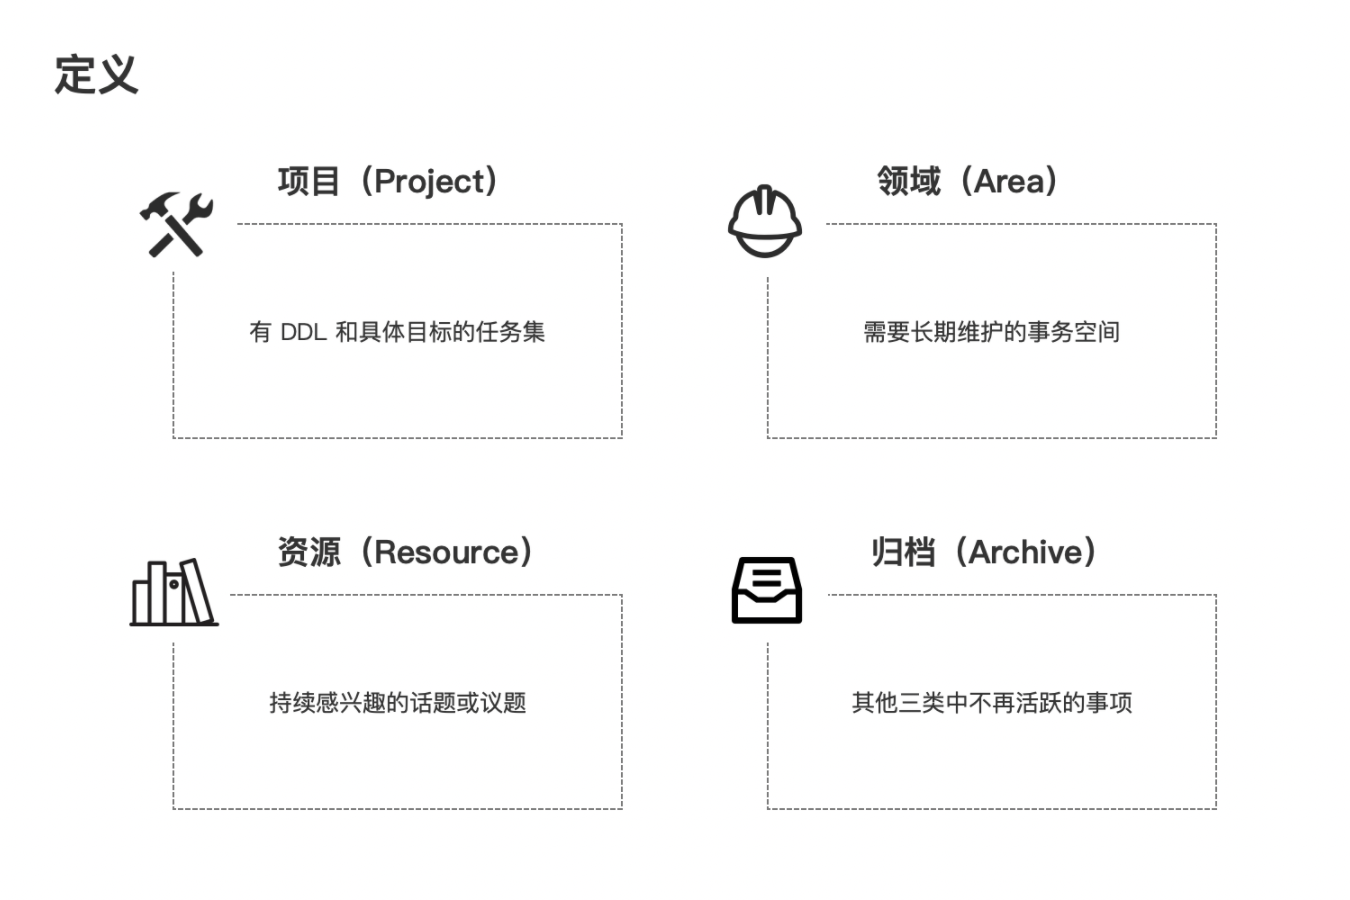 定义
项目（Project）
有 DDL 和具体目标的任务集
领域（Area）
需要长期维护的事务空间
资源（Resource）
持续感兴趣的话题或议题
归档（Archive）
其他三类中不再活跃的事项